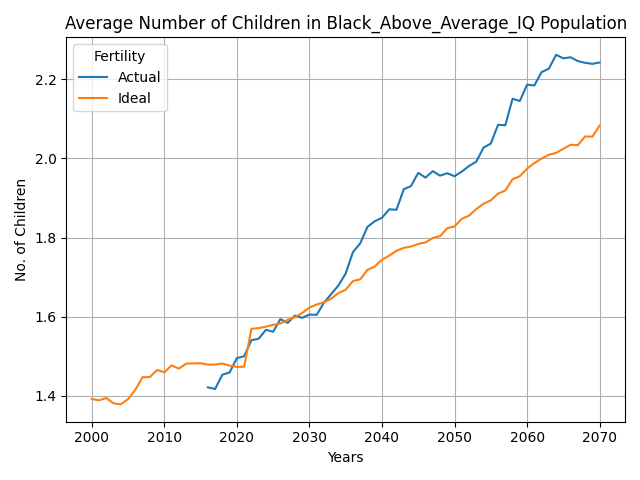 Average Number of Children in Black_Above_Average_IQ Population
Fertility
Actual
Ideal
No. of Children
2.2
2.0
1.8
1.6
1.4
2000 2010 2020 2030 2040 2050 2060 2070
Years